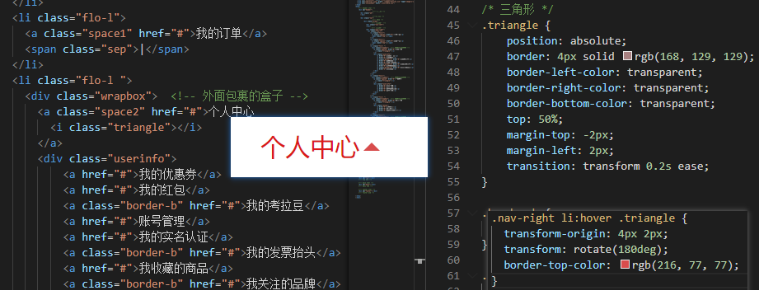 </li>
<li class="flo-l">
<a class="space1" href="#">我的订单</a>
<span class="sep">|</span>
</li>
<li class="flo-l ">
<div class="wrapbox"> <!-- 外面包裹的盒子 -->
<a class="space2" href="#">个人中心
<i class="triangle"></i>
</a>
<div class="userinfo">
<a href="#">我的优惠券</a>
<a href="#">我的红包</a>
<a class="border-b" href="#">我的考拉豆</a>
<a href="#">账号管理</a>
<a href="#">我的实名认证</a>
<a class="border-b" href="#">我的发票抬头</a>
<a href="#">我收藏的商品</a>
<a class="border-b" href="#">我关注的品牌</a>
个人中心
44 /* 三角形 */
45 .triangle {
46 position: absolute;
47 border: 4px solid rgb(168, 129, 129);
48 border-left-color: transparent;
49 border-right-color: transparent;
50 border-bottom-color: transparent;
51 top: 50%;
52 margin-top: -2px;
53 margin-left: 2px;
54 transition: transform 0.2s ease;
55 }
56
57
58
59 }
60
61
.nav-right li:hover .triangle {
transform-origin: 4px 2px;
transform: rotate(180deg);
border-top-color: rgb(216, 77, 77);
}